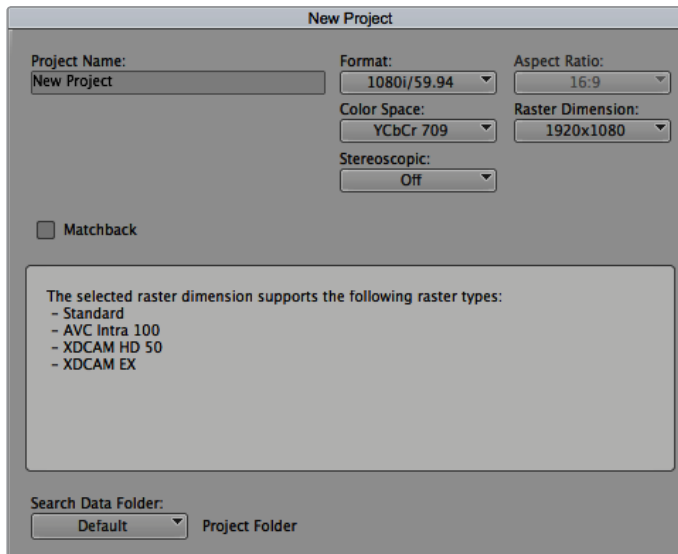 New Project
Project Name:
New Project
Format:
1080i/59.94
Aspect Ratio:
16:9
Color Space:
YCbCr 709
Raster Dimension:
1920x1080
Stereoscopic:
Off
Matchback
The selected raster dimension supports the following raster types:
- Standard
- AVC Intra 100
- XDCAM HD 50
- XDCAM EX
Search Data Folder:
Default
Project Folder